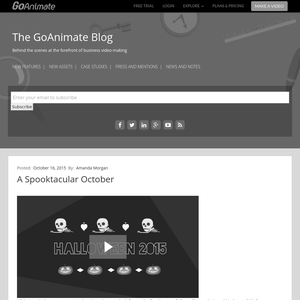 GoAnimate
FREE TRIAL | LOGIN | EXPLORE | PLANS & PRICING MAKE A VIDEO
The GoAnimate Blog
Behind the scenes at the forefront of business video-making
NEW FEATURES | NEW ASSETS | CASE STUDIES | PRESS AND MENTIONS | NEWS AND NOTES
Enter your email to subscribe
Subscribe
Posted: October 16, 2015 By: Amanda Morgan
A Spooktacular October
HALLOWEEN 2015